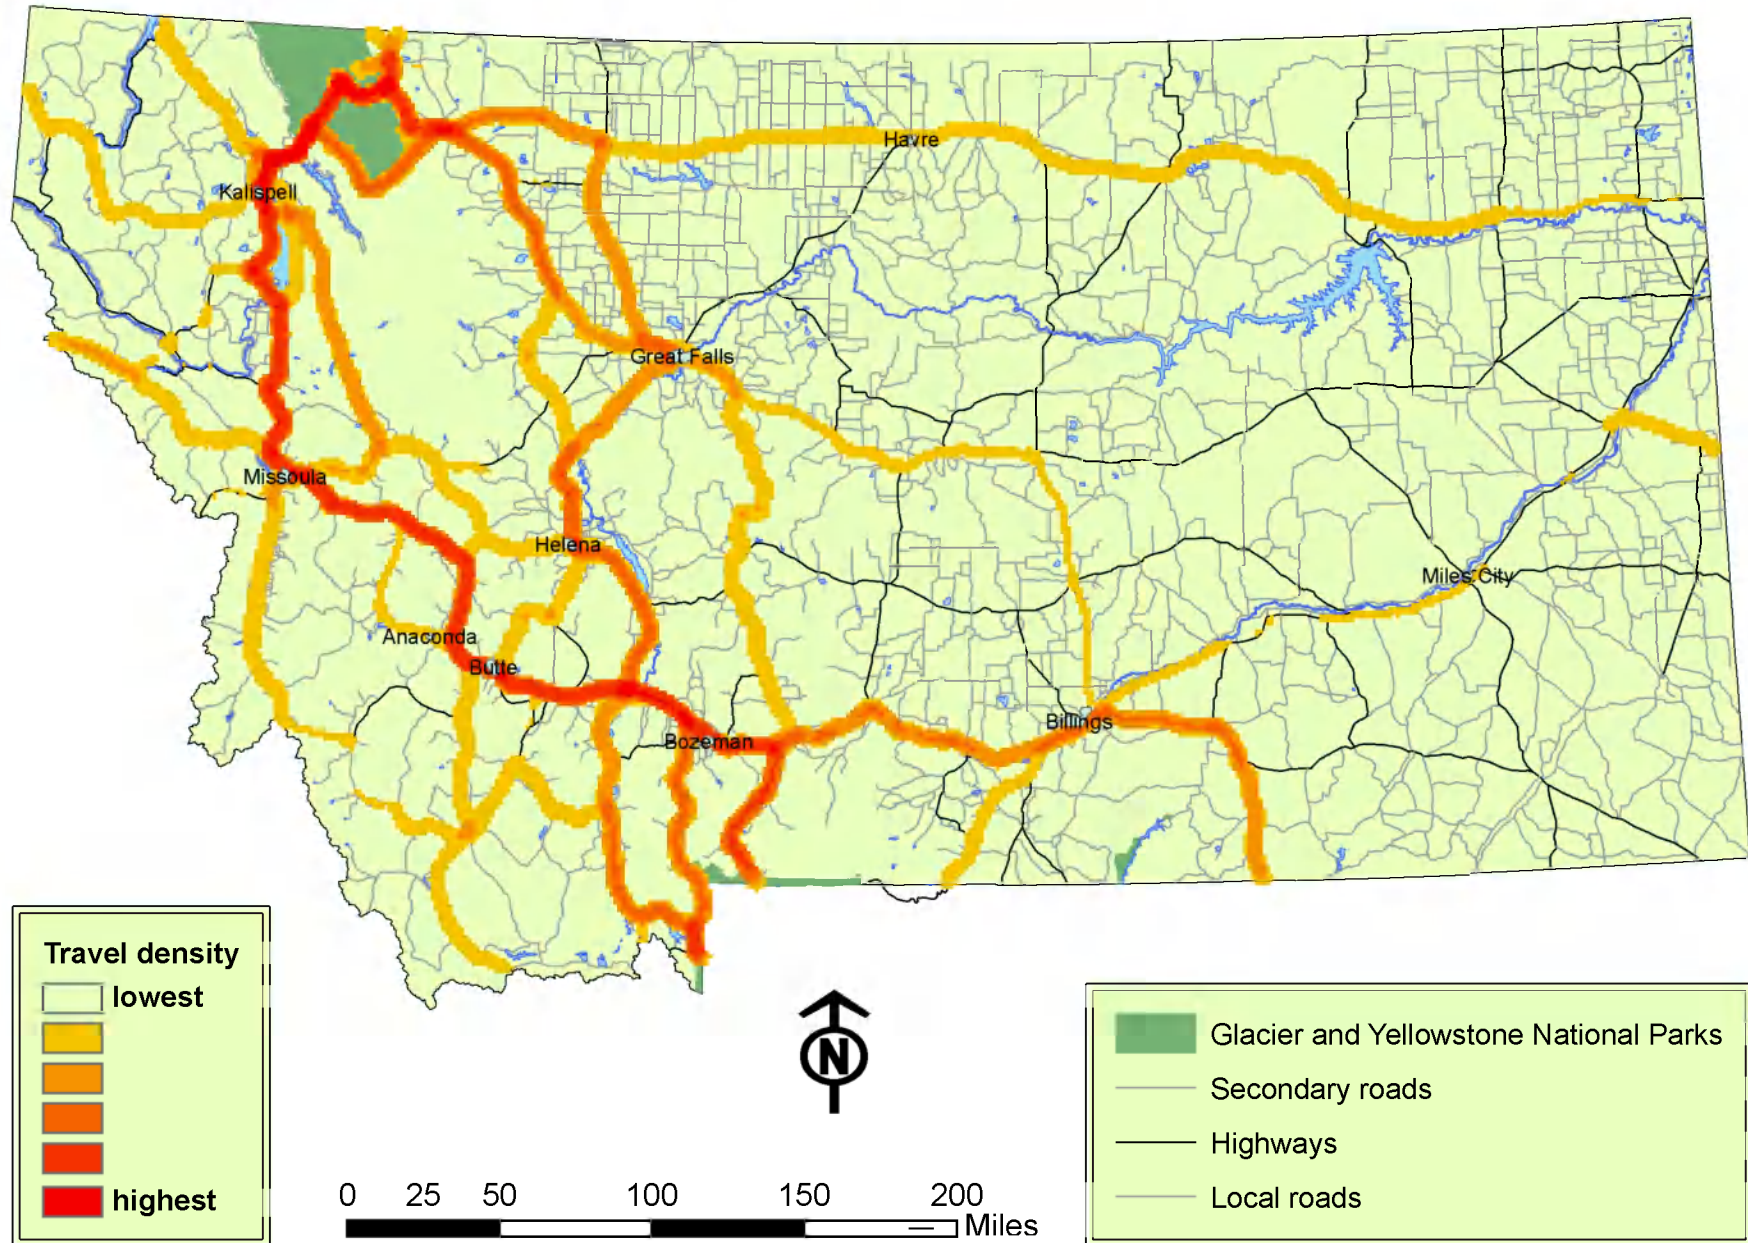 Havre
Kalispell
Great Falls
Missoula
Helena
Miles City
Anaconda
Butte
Billings
Bozeman
Travel density
lowest
highest
N
0 25 50 100 150 200
Miles
Glacier and Yellowstone National Parks
Secondary roads
Highways
Local roads